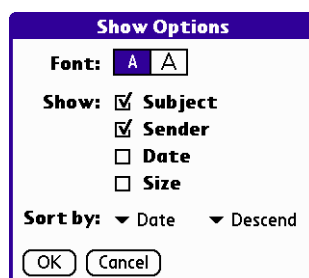 Show Options
Font: A A
Show: Subject
Sender
Date
Size
Sort by: Date Descend
OK Cancel